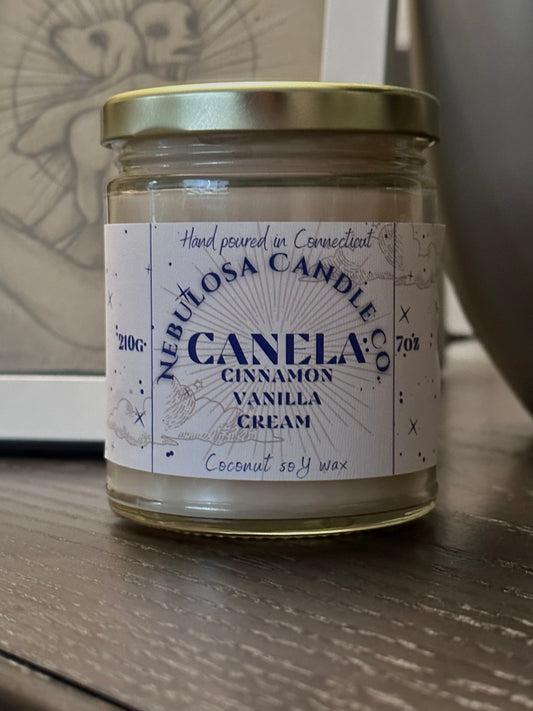 Hand poured in Connecticut
NEBULOSA CANDLE CO.
210G
CANELA
7OZ
CINNAMON
VANILLA
CREAM
Coconut soy wax